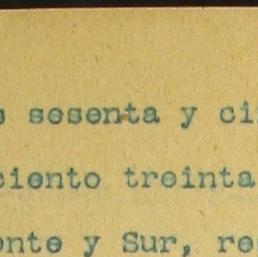 s sesenta y ci
ciento treinta
onte y Sur, re